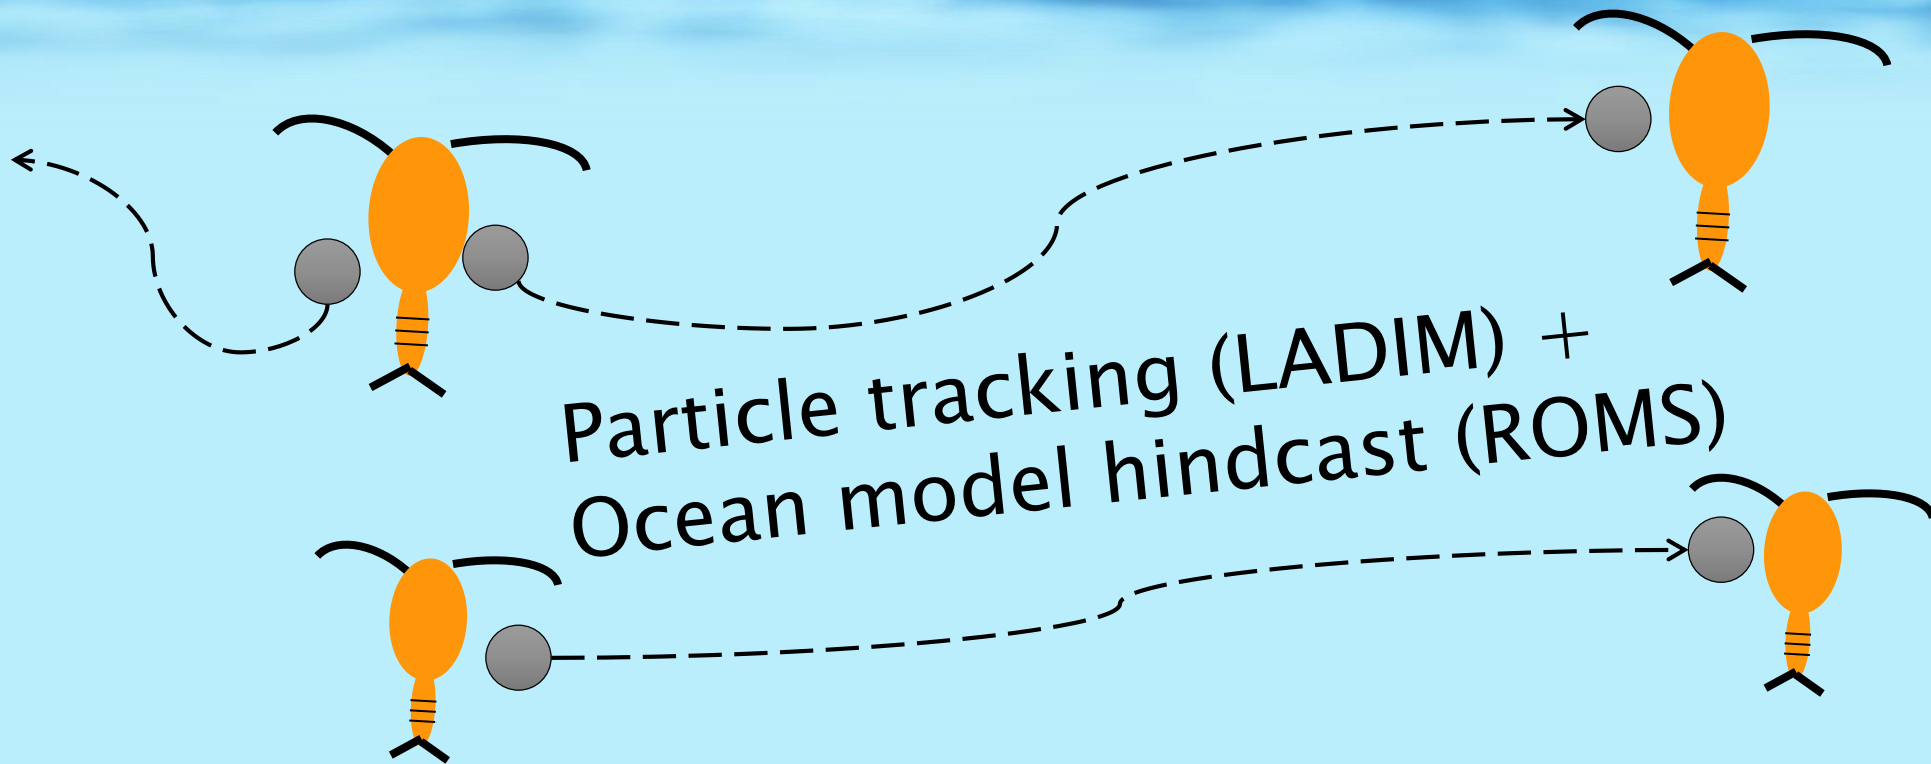 Particle tracking (LADIM) +
Ocean model hindcast (ROMS)